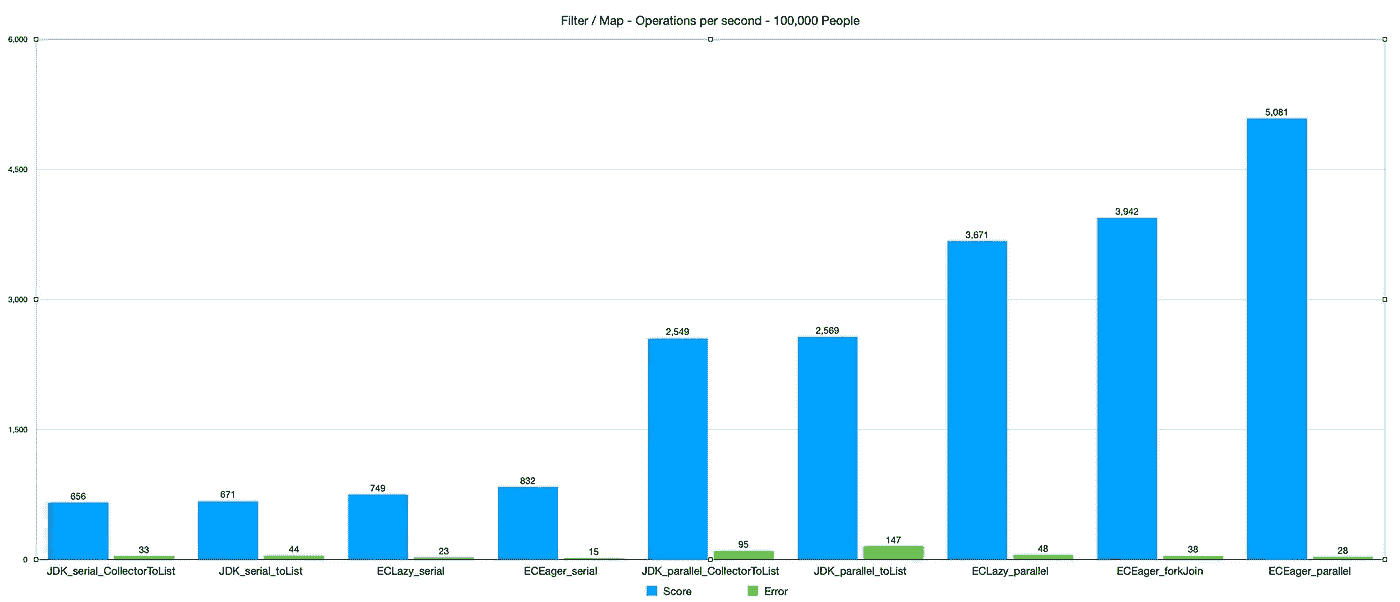 Filter / Map - Operations per second - 100,000 People
6,000
4,500
3,000
1,500
0
656
33
671
44
749
23
832
15
2,549
95
2,569
147
3,671
48
3,942
38
5,081
28
JDK_serial_CollectorToList
JDK_serial_toList
ECLazy_serial
ECEager_serial
JDK_parallel_CollectorToList
JDK_parallel_toList
ECLazy_parallel
ECEager_forkJoin
ECEager_parallel
Score
Error